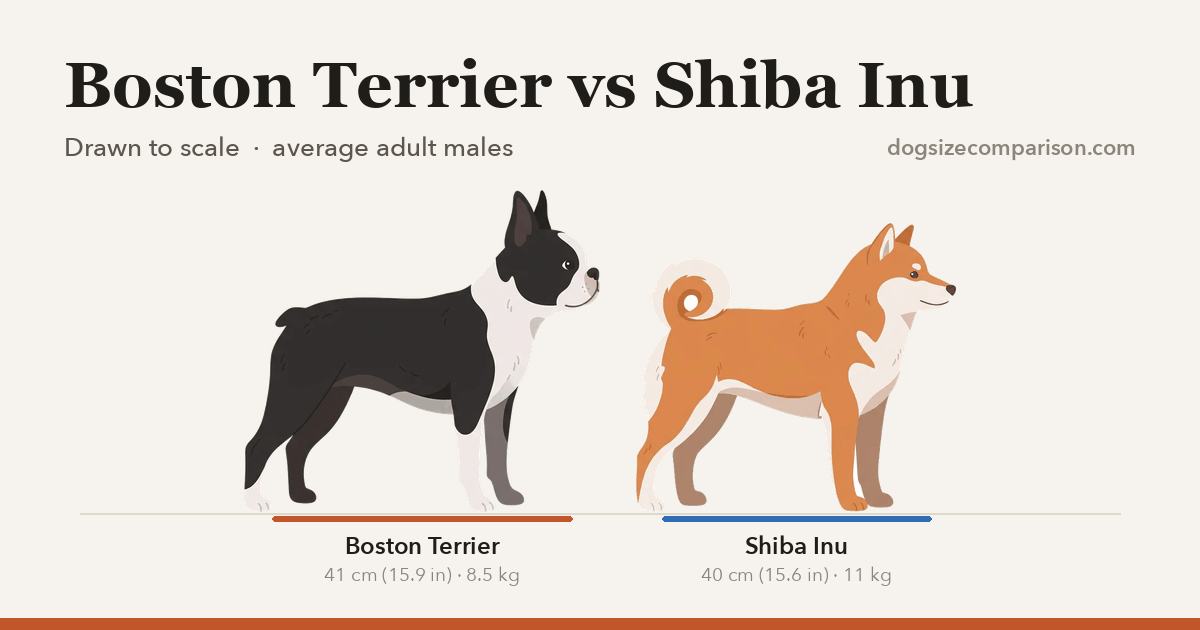 Boston Terrier vs Shiba Inu
Drawn to scale · average adult males
dogsizecomparison.com
Boston Terrier
41 cm (15.9 in) · 8.5 kg
Shiba Inu
40 cm (15.6 in) · 11 kg